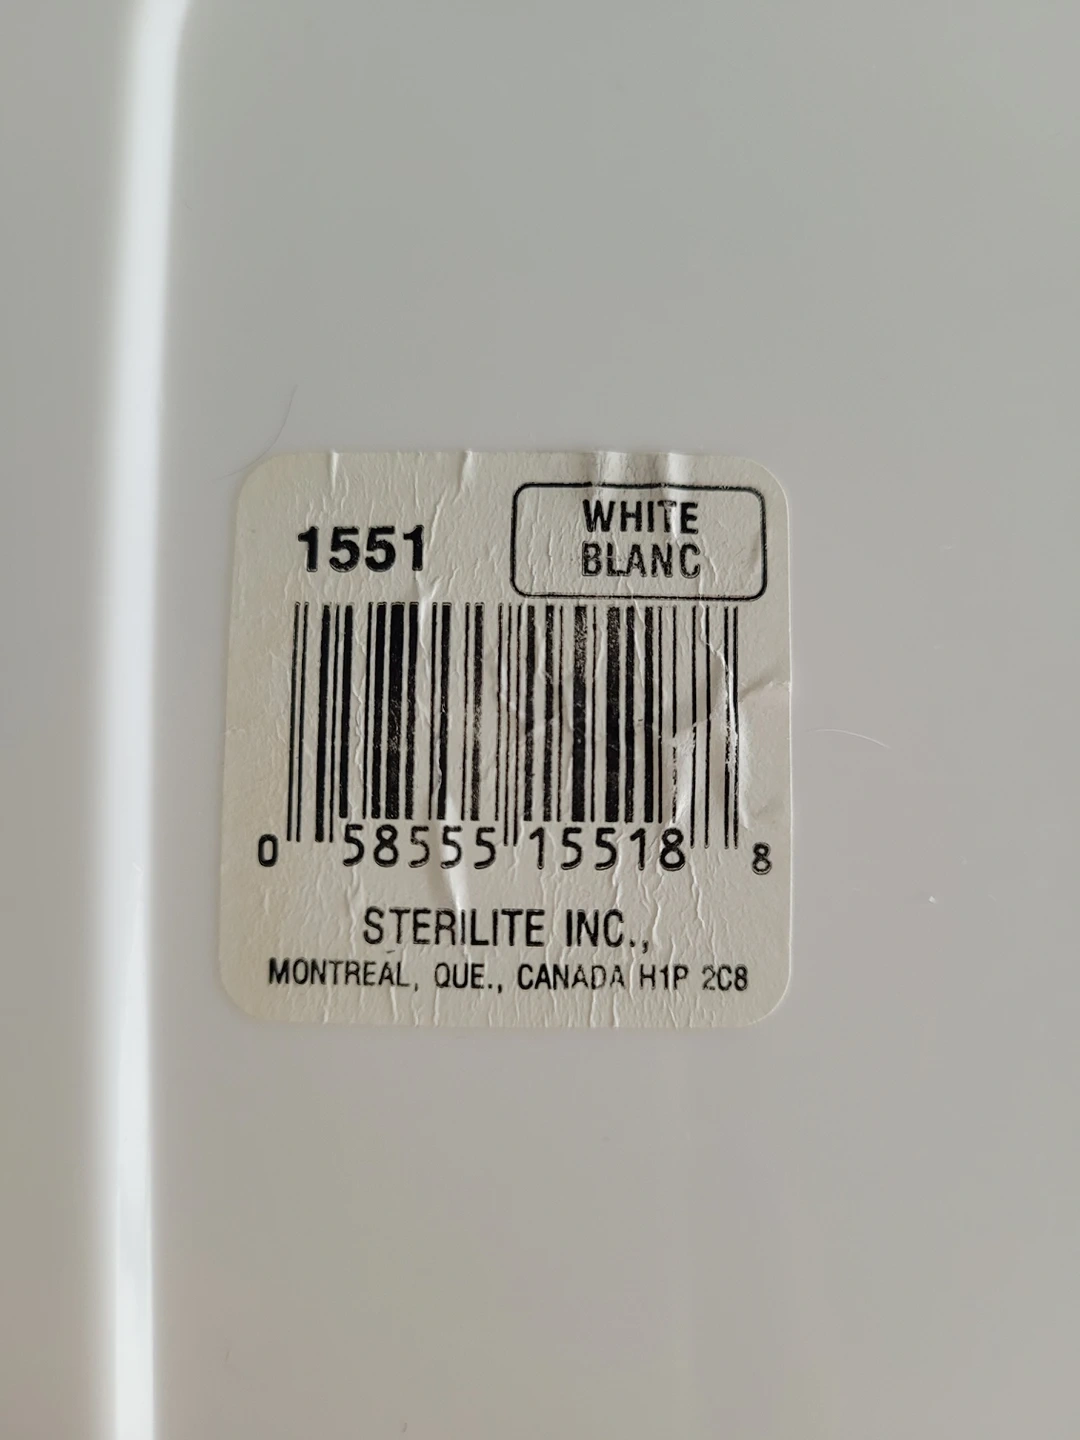 1551
WHITE
BLANC
0 58555 15518 8
STERILITE INC.,
MONTREAL, QUE., CANADA H1P 2C8